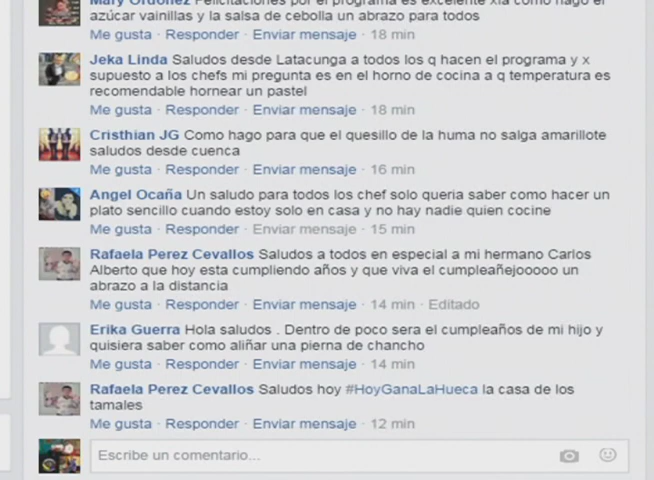 Mary Ordoñez Felicitaciones por el programa es excelente xfa como hago el
azúcar vainillas y la salsa de cebolla un abrazo para todos
Me gusta · Responder · Enviar mensaje · 18 min
Jeka Linda Saludos desde Latacunga a todos los q hacen el programa y x
supuesto a los chefs mi pregunta es en el horno de cocina a q temperatura es
recomendable hornear un pastel
Me gusta · Responder · Enviar mensaje · 18 min
Cristhian JG Como hago para que el quesillo de la huma no salga amarillote
saludos desde cuenca
Me gusta · Responder · Enviar mensaje · 16 min
Angel Ocaña Un saludo para todos los chef solo queria saber como hacer un
plato sencillo cuando estoy solo en casa y no hay nadie quien cocine
Me gusta · Responder · Enviar mensaje · 15 min
Rafaela Perez Cevallos Saludos a todos en especial a mi hermano Carlos
Alberto que hoy esta cumpliendo años y que viva el cumpleañejooooo un
abrazo a la distancia
Me gusta · Responder · Enviar mensaje · 14 min · Editado
Erika Guerra Hola saludos . Dentro de poco sera el cumpleaños de mi hijo y
quisiera saber como aliñar una pierna de chancho
Me gusta · Responder · Enviar mensaje · 14 min
Rafaela Perez Cevallos Saludos hoy #HoyGanaLaHueca la casa de los
tamales
Me gusta · Responder · Enviar mensaje · 12 min
Escribe un comentario...